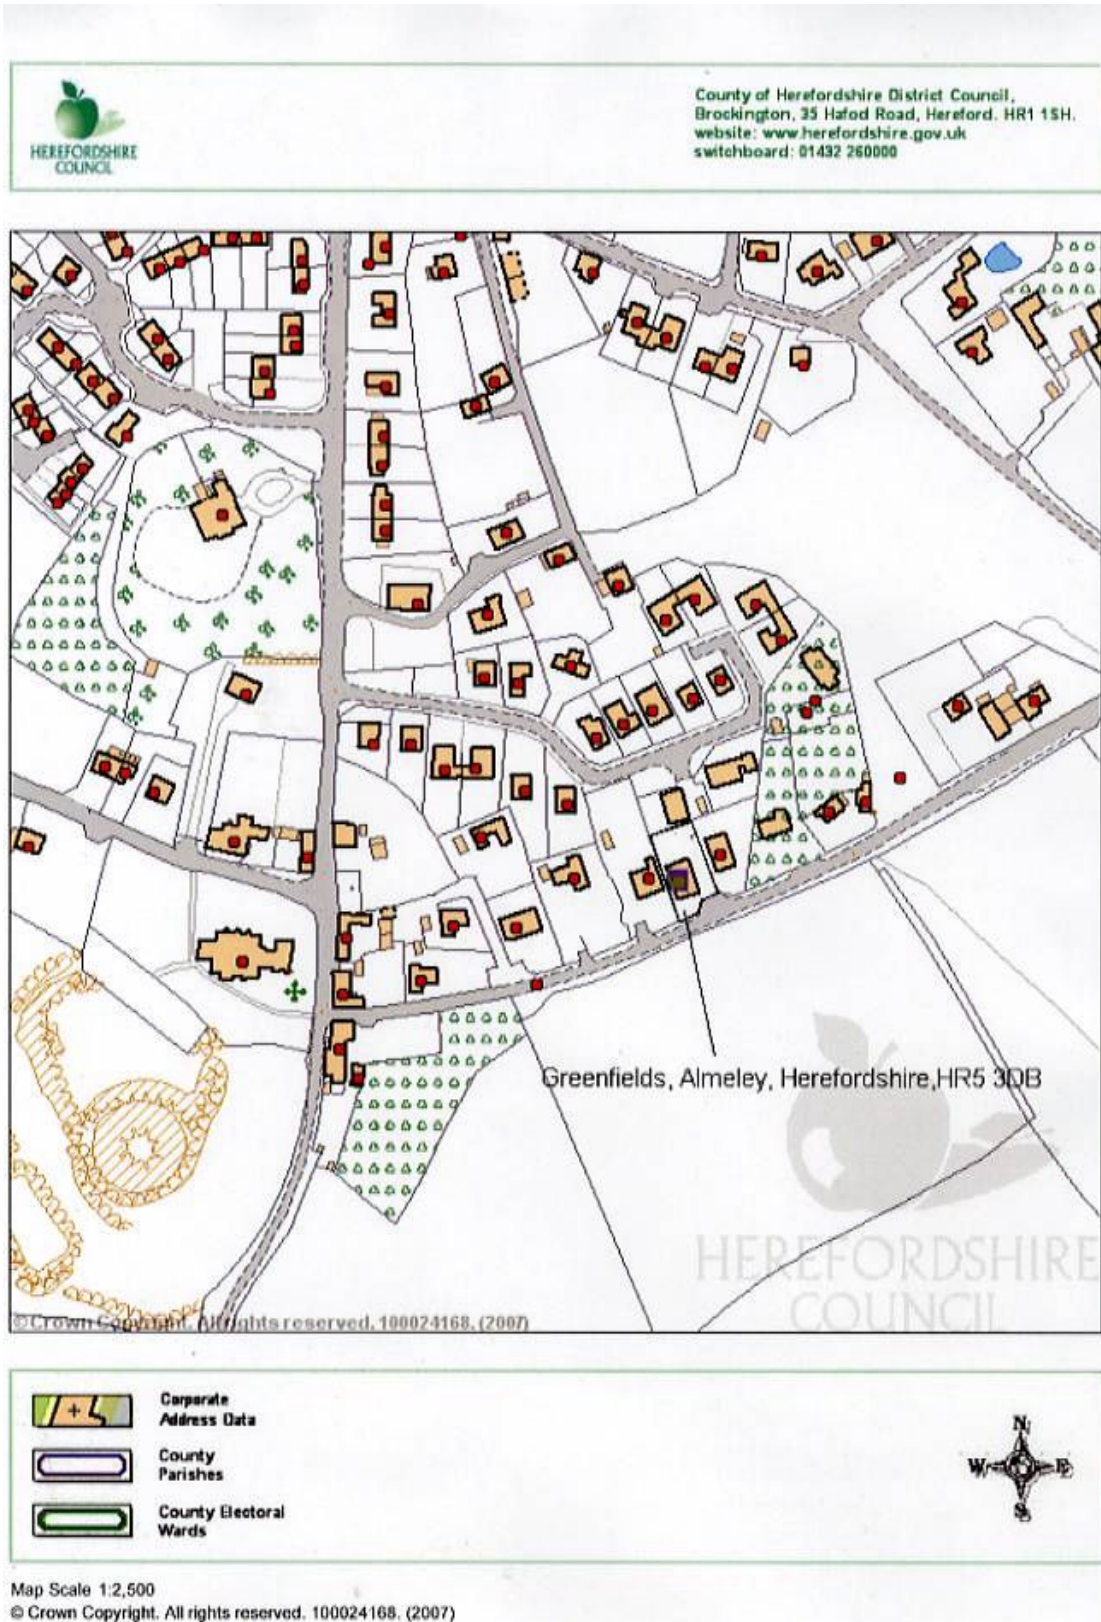 HEREFORDSHIRE
COUNCIL
County of Herefordshire District Council,
Brockington, 35 Hafod Road, Hereford. HR1 1SH.
website: www.herefordshire.gov.uk
switchboard: 01432 260000
Greenfields, Almeley, Herefordshire,HR5 3DB
HEREFORDSHIRE
COUNCIL
© Crown Copyright. All rights reserved. 100024168. (2007)
Corporate
Address Data
County
Parishes
County Electoral
Wards
N
W E
S
Map Scale 1:2,500
© Crown Copyright. All rights reserved. 100024168. (2007)